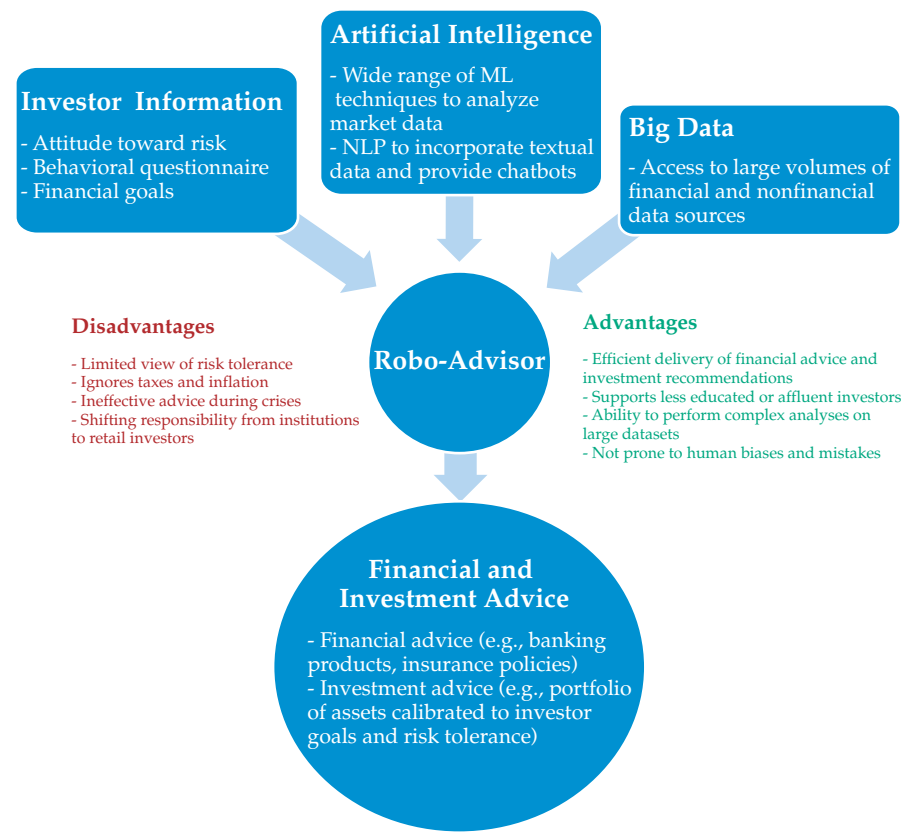 Artificial Intelligence
- Wide range of ML
techniques to analyze
market data
- NLP to incorporate textual
data and provide chatbots
Investor Information
- Attitude toward risk
- Behavioral questionnaire
- Financial goals
Big Data
- Access to large volumes of
financial and nonfinancial
data sources
Disadvantages
- Limited view of risk tolerance
- Ignores taxes and inflation
- Ineffective advice during crises
- Shifting responsibility from institutions
to retail investors
Robo-Advisor
Advantages
- Efficient delivery of financial advice and
investment recommendations
- Supports less educated or affluent investors
- Ability to perform complex analyses on
large datasets
- Not prone to human biases and mistakes
Financial and
Investment Advice
- Financial advice (e.g., banking
products, insurance policies)
- Investment advice (e.g., portfolio
of assets calibrated to investor
goals and risk tolerance)